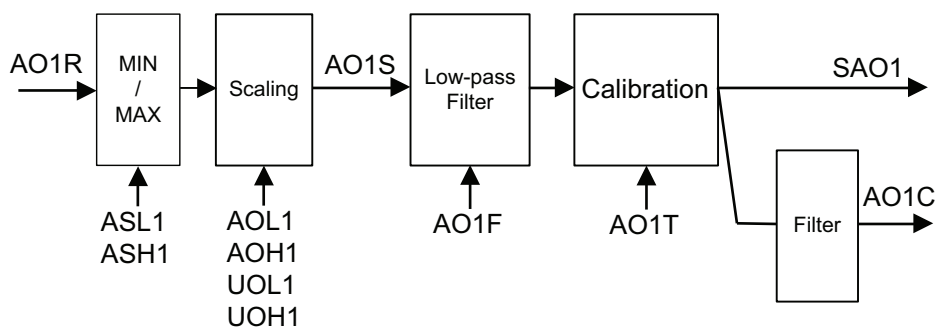 AO1R
MIN
/
MAX
Scaling
AO1S
Low-pass
Filter
Calibration
SAO1
Filter
AO1C
ASL1
ASH1
AOL1
AOH1
UOL1
UOH1
AO1F
AO1T